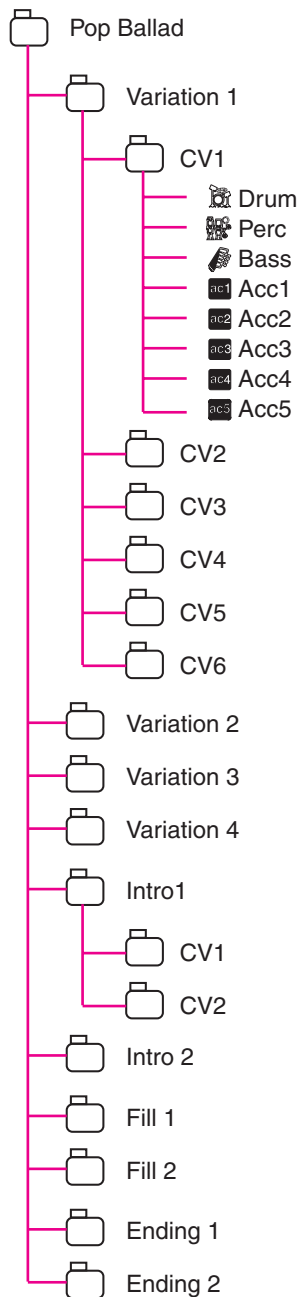 Pop Ballad
Variation 1
CV1
Drum
Perc
Bass
ac1 Acc1
ac2 Acc2
ac3 Acc3
ac4 Acc4
ac5 Acc5
CV2
CV3
CV4
CV5
CV6
Variation 2
Variation 3
Variation 4
Intro1
CV1
CV2
Intro 2
Fill 1
Fill 2
Ending 1
Ending 2